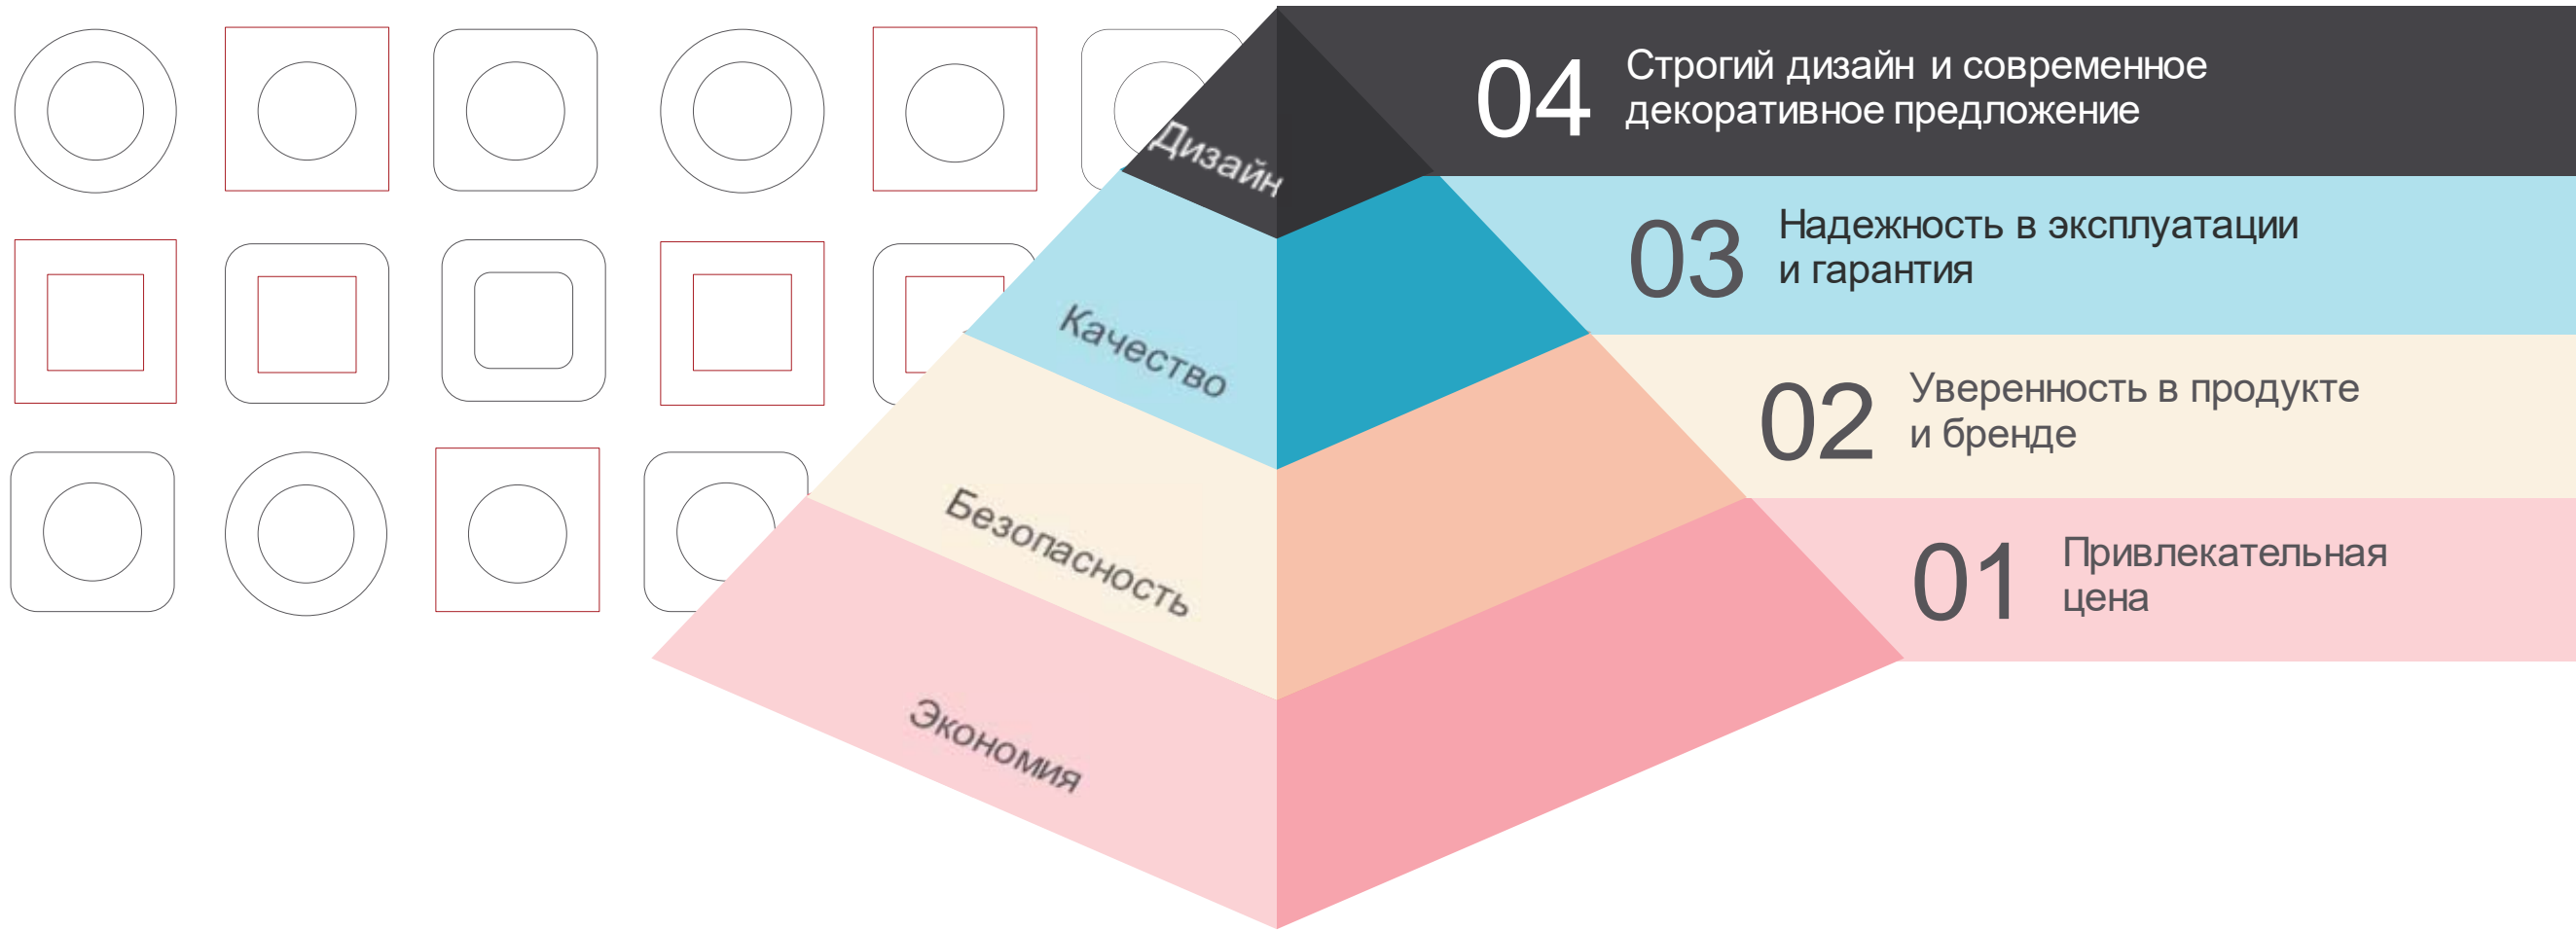 Дизайн
04
Строгий дизайн и современное
декоративное предложение
Качество
03
Надежность в эксплуатации
и гарантия
Безопасность
02
Уверенность в продукте
и бренде
Экономия
01
Привлекательная
цена